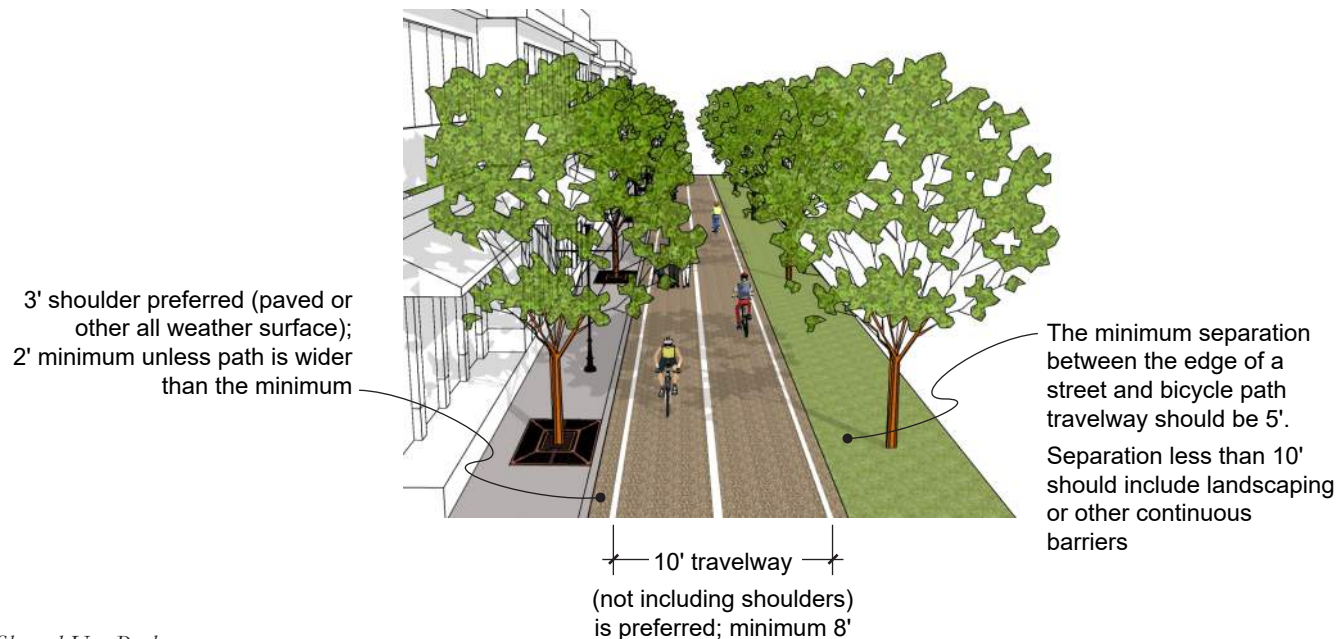 3' shoulder preferred (paved or
other all weather surface);
2' minimum unless path is wider
than the minimum
The minimum separation
between the edge of a
street and bicycle path
travelway should be 5'.
Separation less than 10'
should include landscaping
or other continuous
barriers
10' travelway
(not including shoulders)
is preferred; minimum 8'